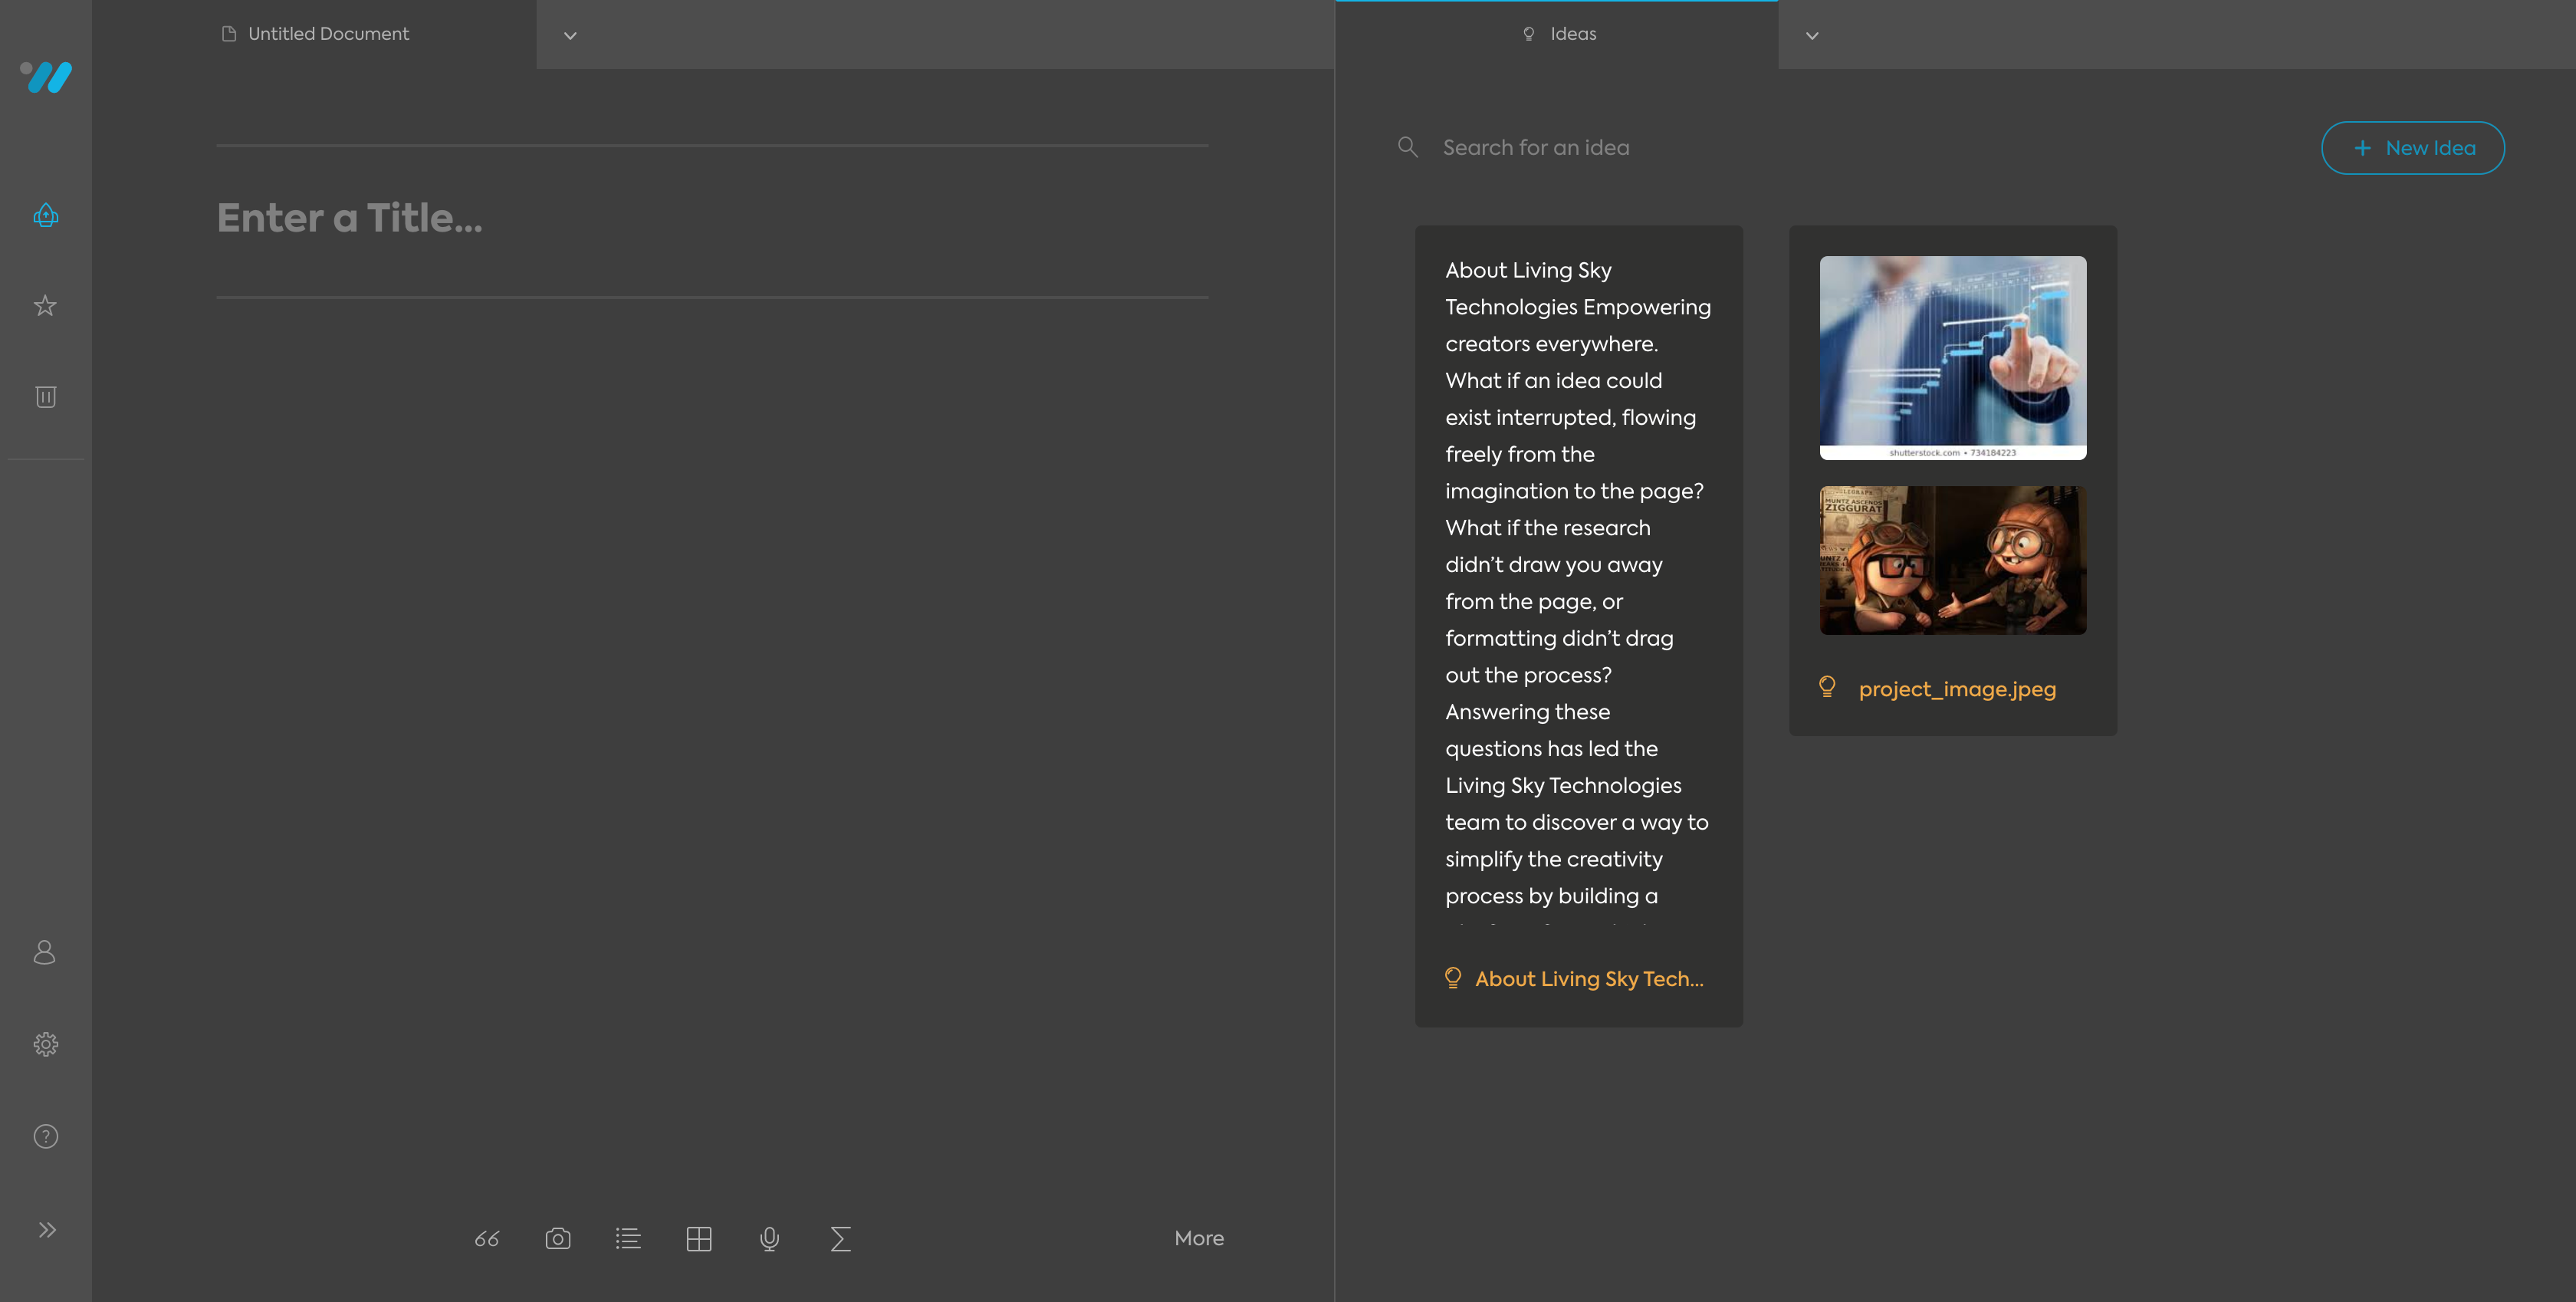 Untitled Document
Enter a Title...
More
Ideas
Search for an idea
+ New Idea
About Living Sky
Technologies Empowering
creators everywhere.
What if an idea could
exist interrupted, flowing
freely from the
imagination to the page?
What if the research
didn’t draw you away
from the page, or
formatting didn’t drag
out the process?
Answering these
questions has led the
Living Sky Technologies
team to discover a way to
simplify the creativity
process by building a
About Living Sky Tech...
shutterstock.com • 734184223
MUNTZ ASCENDS
ZIGGURAT
project_image.jpeg